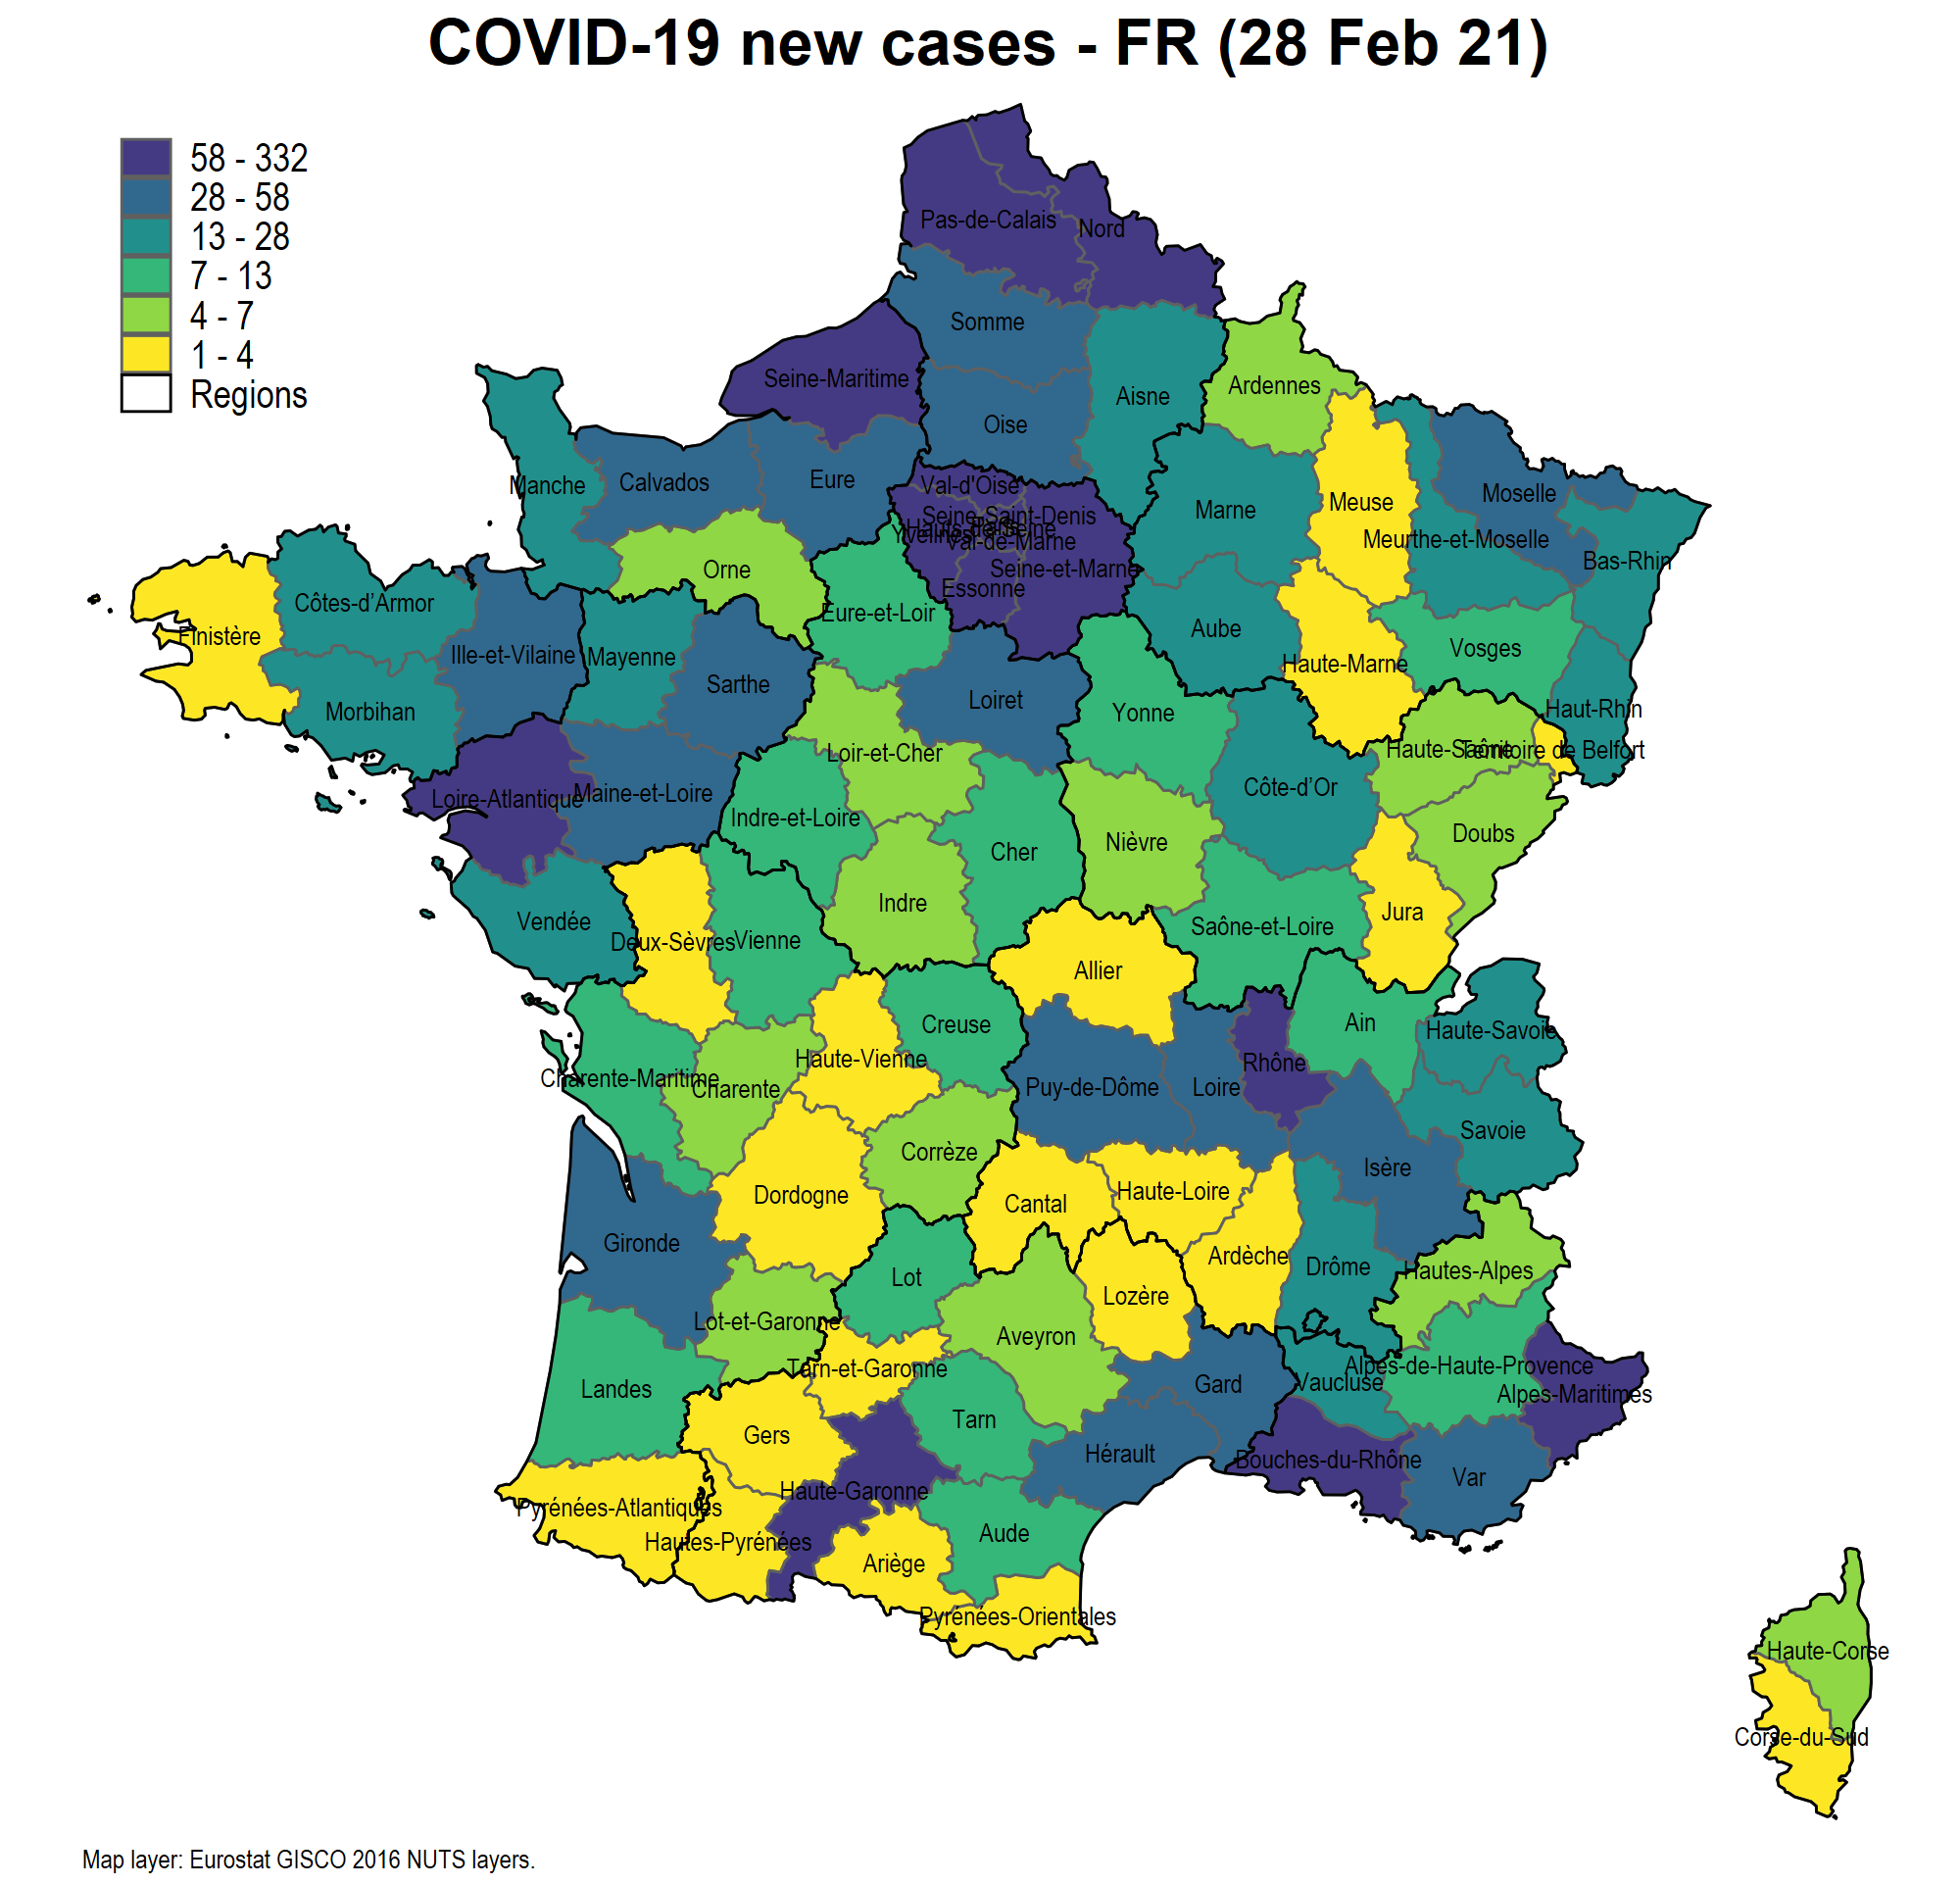 COVID-19 new cases - FR (28 Feb 21)
58 - 332
28 - 58
13 - 28
7 - 13
4 - 7
1 - 4
Regions
Pas-de-Calais
Nord
Somme
Seine-Maritime
Ardennes
Aisne
Oise
Eure
Calvados
Manche
Val-d'Oise
Moselle
Meuse
Marne
Seine-Saint-Denis
Paris
Hauts-de-Seine
Yvelines
Val-de-Marne
Meurthe-et-Moselle
Bas-Rhin
Orne
Seine-et-Marne
Essonne
Côtes-d’Armor
Eure-et-Loir
Aube
Finistère
Ille-et-Vilaine
Mayenne
Vosges
Haute-Marne
Sarthe
Loiret
Morbihan
Yonne
Haut-Rhin
Loir-et-Cher
Haute-Saône
Territoire de Belfort
Côte-d’Or
Loire-Atlantique
Maine-et-Loire
Indre-et-Loire
Doubs
Nièvre
Cher
Indre
Jura
Vendée
Saône-et-Loire
Deux-Sèvres
Vienne
Allier
Creuse
Ain
Haute-Savoie
Haute-Vienne
Rhône
Charente-Maritime
Charente
Puy-de-Dôme
Loire
Savoie
Corrèze
Isère
Dordogne
Haute-Loire
Cantal
Gironde
Ardèche
Drôme
Hautes-Alpes
Lot
Lozère
Lot-et-Garonne
Aveyron
Tarn-et-Garonne
Alpes-de-Haute-Provence
Landes
Gard
Vaucluse
Alpes-Maritimes
Tarn
Gers
Hérault
Bouches-du-Rhône
Var
Haute-Garonne
Pyrénées-Atlantiques
Aude
Hautes-Pyrénées
Ariège
Pyrénées-Orientales
Haute-Corse
Corse-du-Sud
Map layer: Eurostat GISCO 2016 NUTS layers.